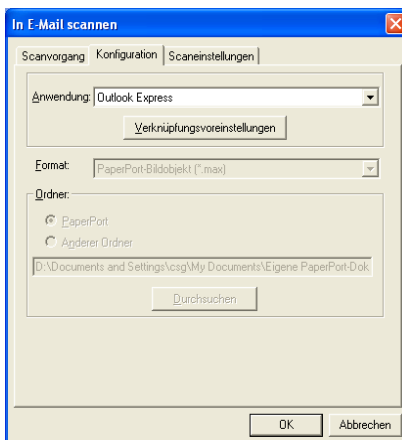 In E-Mail scannen
Scanvorgang Konfiguration Scaneinstellungen
Anwendung: Outlook Express
Verknüpfungsvoreinstellungen
Format: PaperPort-Bildobjekt (*.max)
Ordner:
PaperPort
Anderer Ordner
D:\Documents and Settings\csg\My Documents\Eigene PaperPort-Dok
Durchsuchen
OK Abbrechen